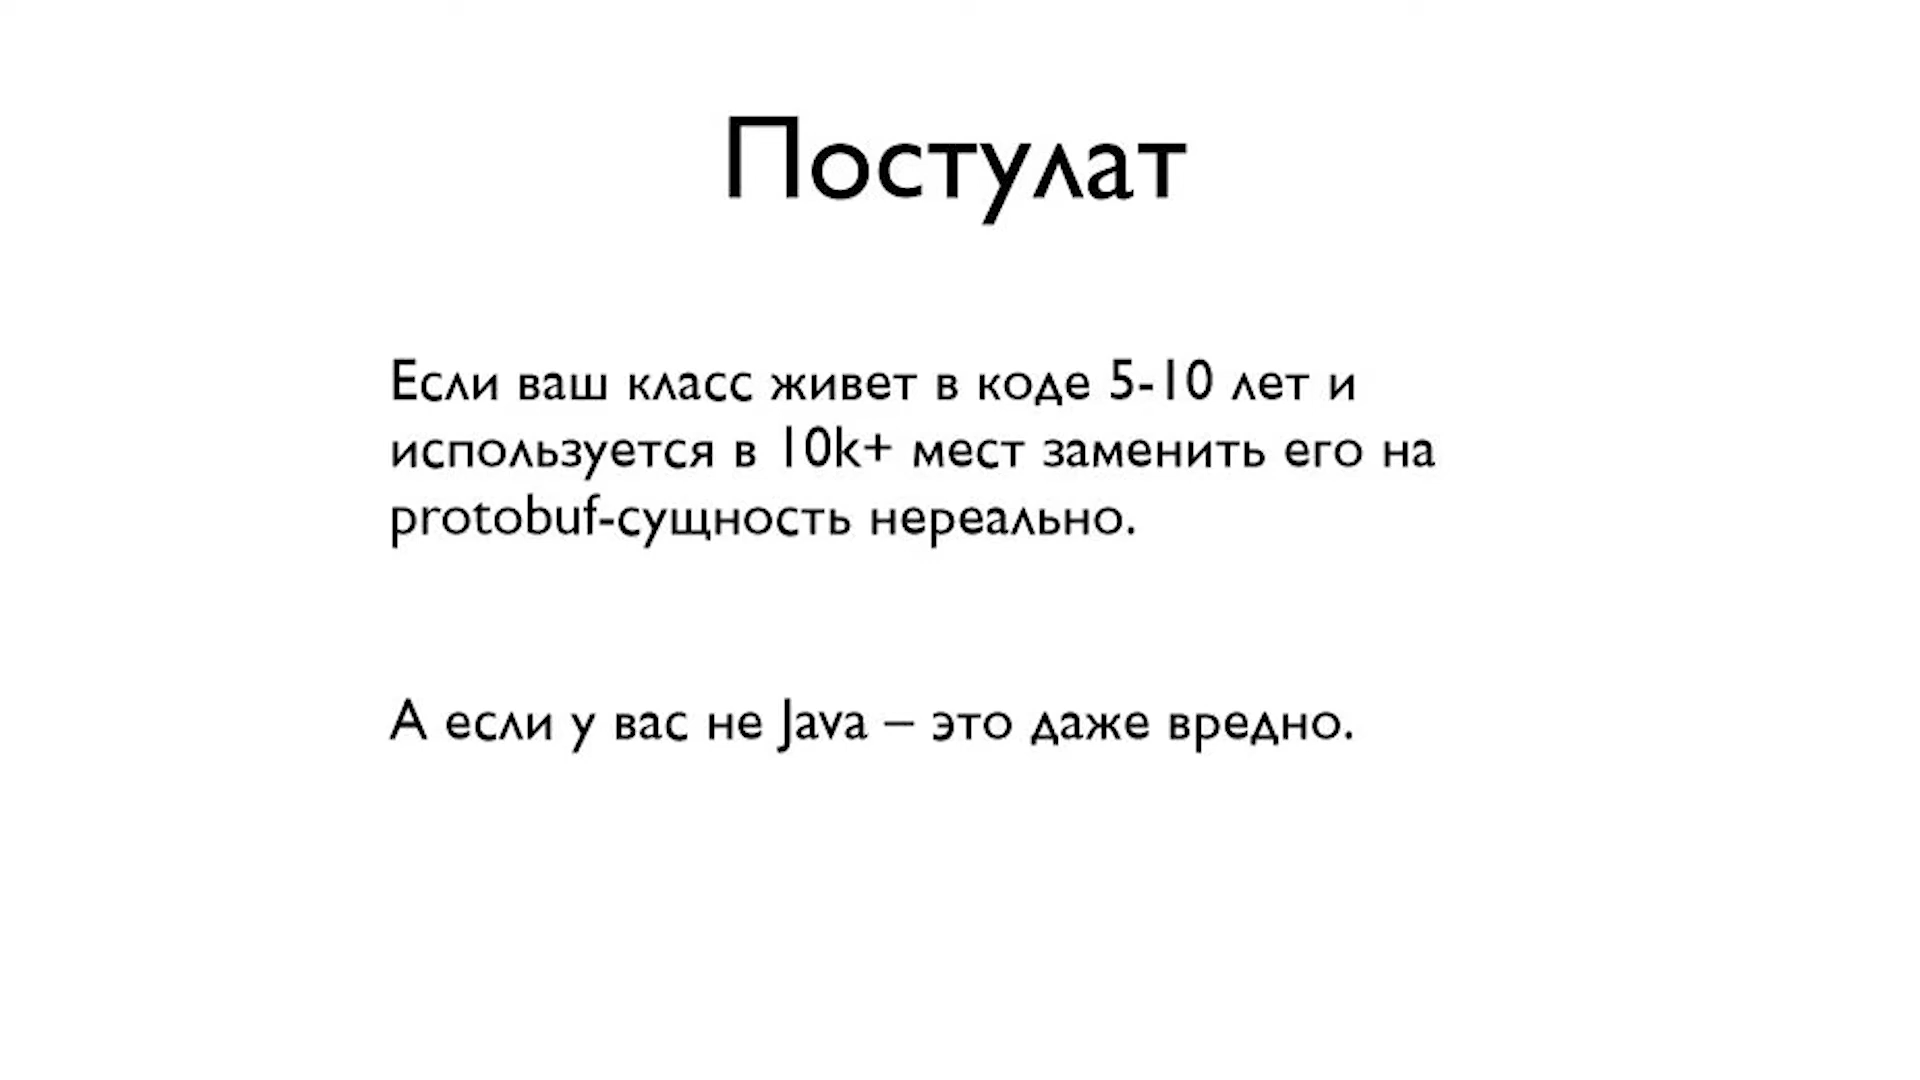 Постулат
Если ваш класс живет в коде 5-10 лет и
используется в 10k+ мест заменить его на
protobuf-сущность нереально.
А если у вас не Java – это даже вредно.